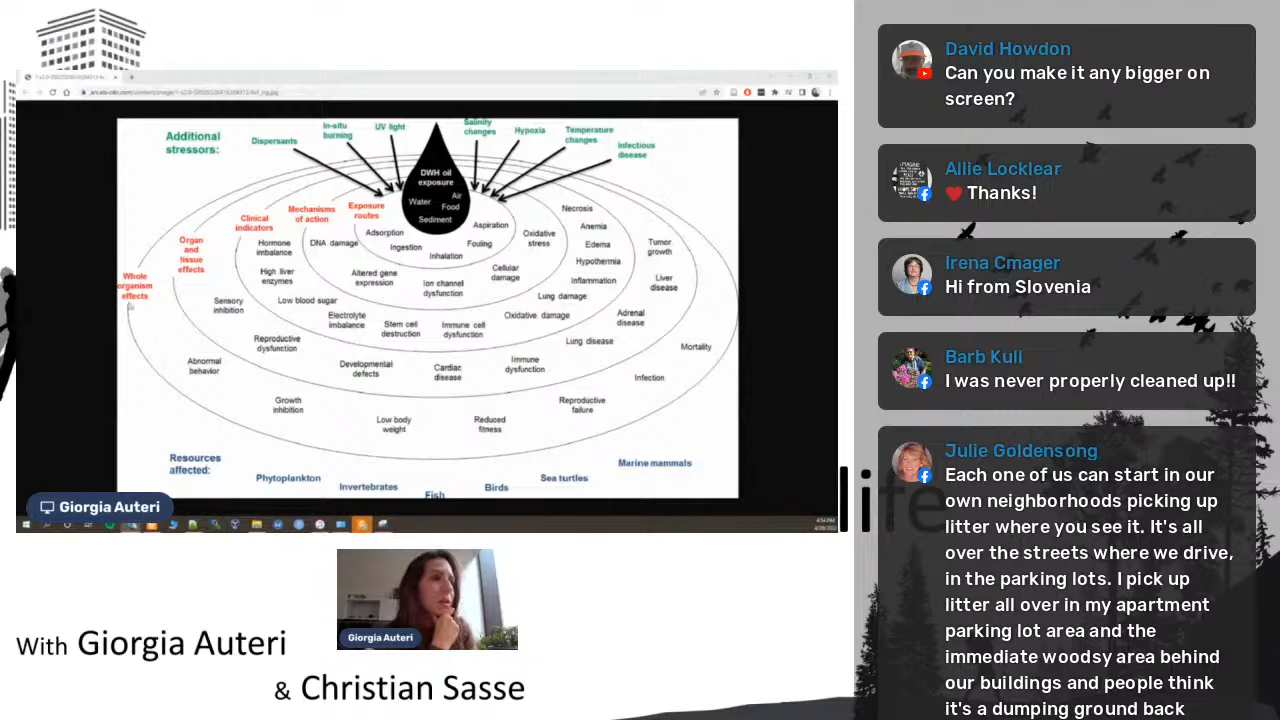 Additional
stressors:
Dispersants
In-situ
burning
UV light
Salinity
changes
Hypoxia
Temperature
changes
Infectious
disease
DWH oil
exposure
Water
Air
Food
Sediment
Exposure
routes
Mechanisms
of action
Clinical
indicators
Organ
and
tissue
effects
Whole
organism
effects
Adsorption
Ingestion
Inhalation
Fouling
Aspiration
DNA damage
Altered gene
expression
Ion channel
dysfunction
Cellular
damage
Oxidative
stress
Hormone
imbalance
High liver
enzymes
Low blood sugar
Electrolyte
imbalance
Stem cell
destruction
Immune cell
dysfunction
Oxidative damage
Lung damage
Inflammation
Hypothermia
Edema
Anemia
Necrosis
Sensory
inhibition
Reproductive
dysfunction
Developmental
defects
Cardiac
disease
Immune
dysfunction
Lung disease
Adrenal
disease
Liver
disease
Tumor
growth
Abnormal
behavior
Growth
inhibition
Low body
weight
Reduced
fitness
Reproductive
failure
Infection
Mortality
Resources
affected:
Phytoplankton
Invertebrates
Fish
Birds
Sea turtles
Marine mammals
Giorgia Auteri
4:54 PM
Giorgia Auteri
With Giorgia Auteri
& Christian Sasse
life
David Howdon
Can you make it any bigger on
screen?
Allie Locklear
❤️ Thanks!
Irena Cmager
Hi from Slovenia
Barb Kull
I was never properly cleaned up!!
Julie Goldensong
Each one of us can start in our
own neighborhoods picking up
litter where you see it. It's all
over the streets where we drive,
in the parking lots. I pick up
litter all over in my apartment
parking lot area and the
immediate woodsy area behind
our buildings and people think
it's a dumping ground back